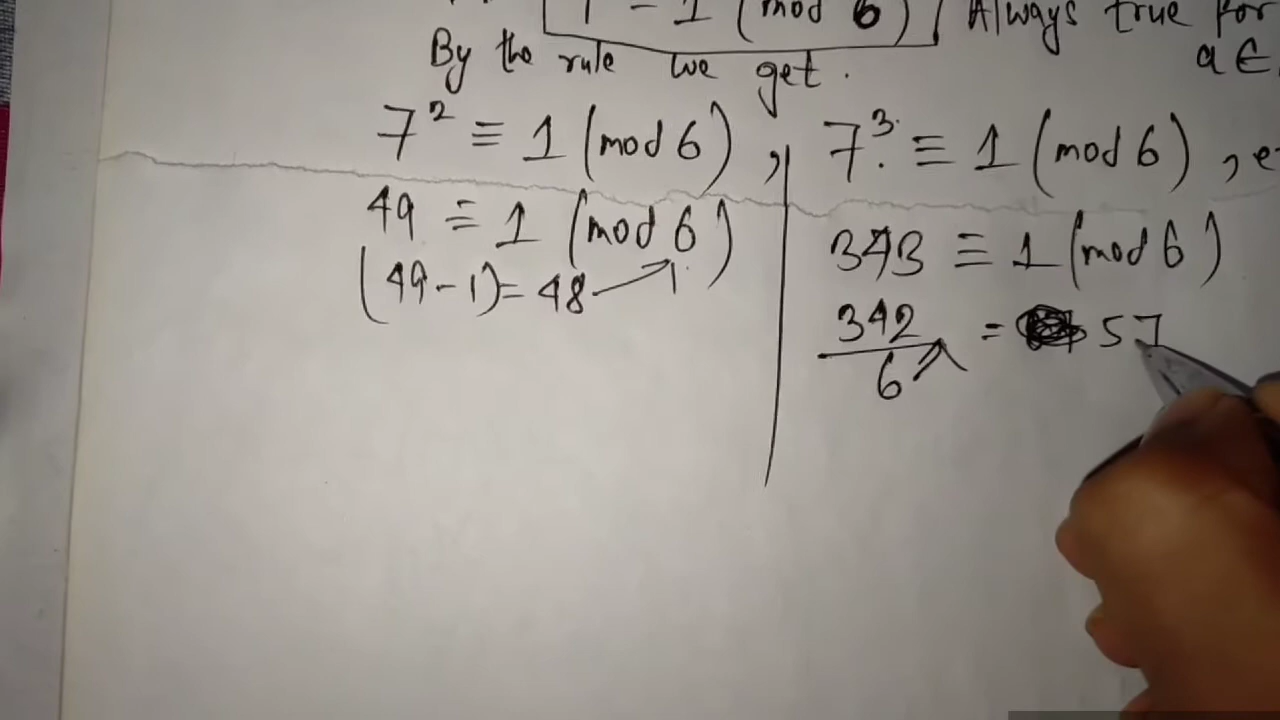 ≡ 1 (mod 6) Always true for
By the rule we get. a ∈
7² ≡ 1 (mod 6) , 7³ ≡ 1 (mod 6) , e
49 ≡ 1 (mod 6) 343 ≡ 1 (mod 6)
(49 - 1) = 48 342/6 = 57